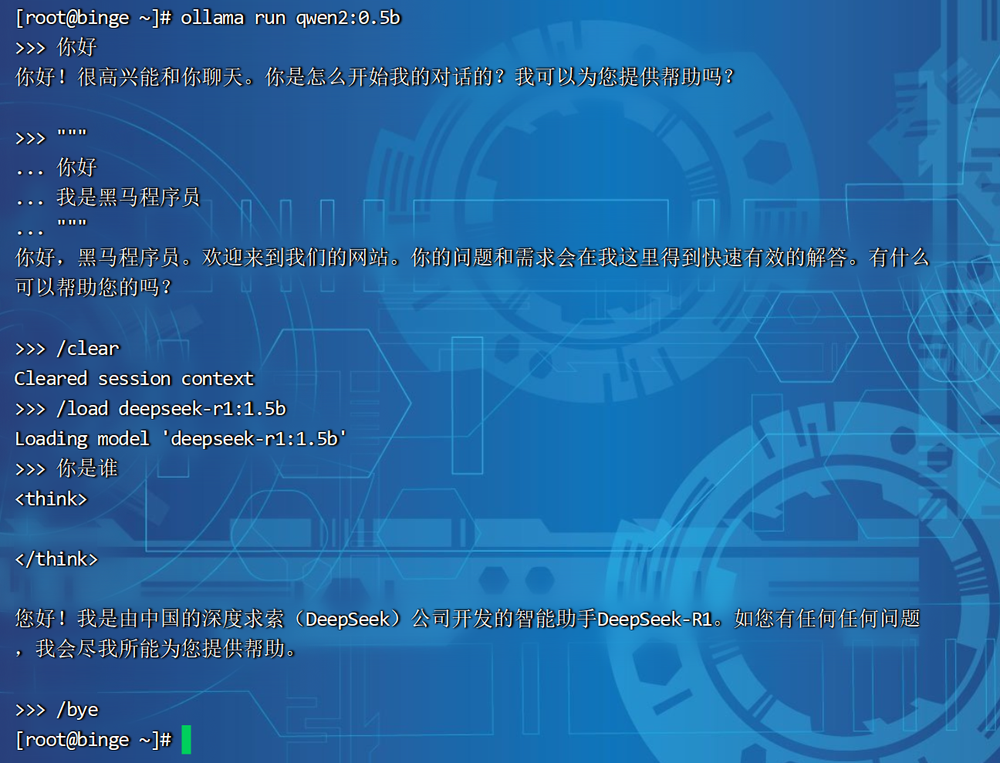 [root@binge ~]# ollama run qwen2:0.5b
>>> 你好
你好！很高兴能和你聊天。你是怎么开始我的对话的？我可以为您提供帮助吗？
>>> """
... 你好
... 我是黑马程序员
... """
你好，黑马程序员。欢迎来到我们的网站。你的问题和需求会在我这里得到快速有效的解答。有什么
可以帮助您的吗？
>>> /clear
Cleared session context
>>> /load deepseek-r1:1.5b
Loading model 'deepseek-r1:1.5b'
>>> 你是谁
<think>
</think>
您好！我是由中国的深度求索（DeepSeek）公司开发的智能助手DeepSeek-R1。如您有任何任何问题
，我会尽我所能为您提供帮助。
>>> /bye
[root@binge ~]#